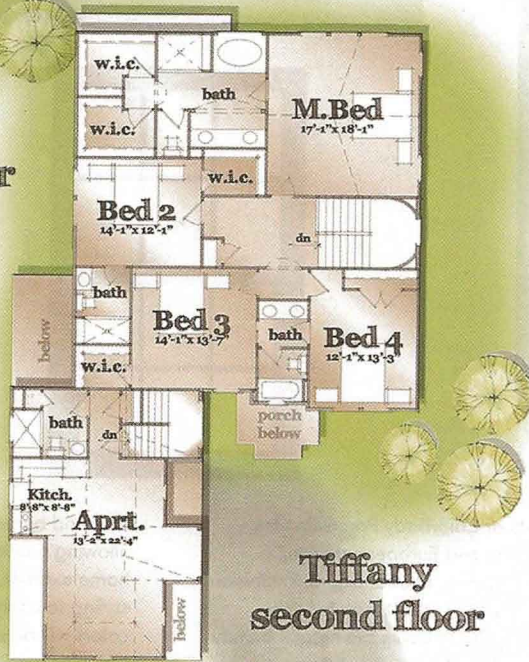 r
w.i.c.
bath
M.Bed
17'-1"x 18'-1"
w.i.c.
w.i.c.
Bed 2
14'-1"x 12'-1"
dn
bath
Bed 3
14'-1"x 13'-7"
bath
Bed 4
12'-1"x 13'-3"
below
w.i.c.
porch
below
bath
dn
Kitch.
8'-8"x 8'-8"
Aprt.
13'-2"x 22'-4"
below
Tiffany
second floor